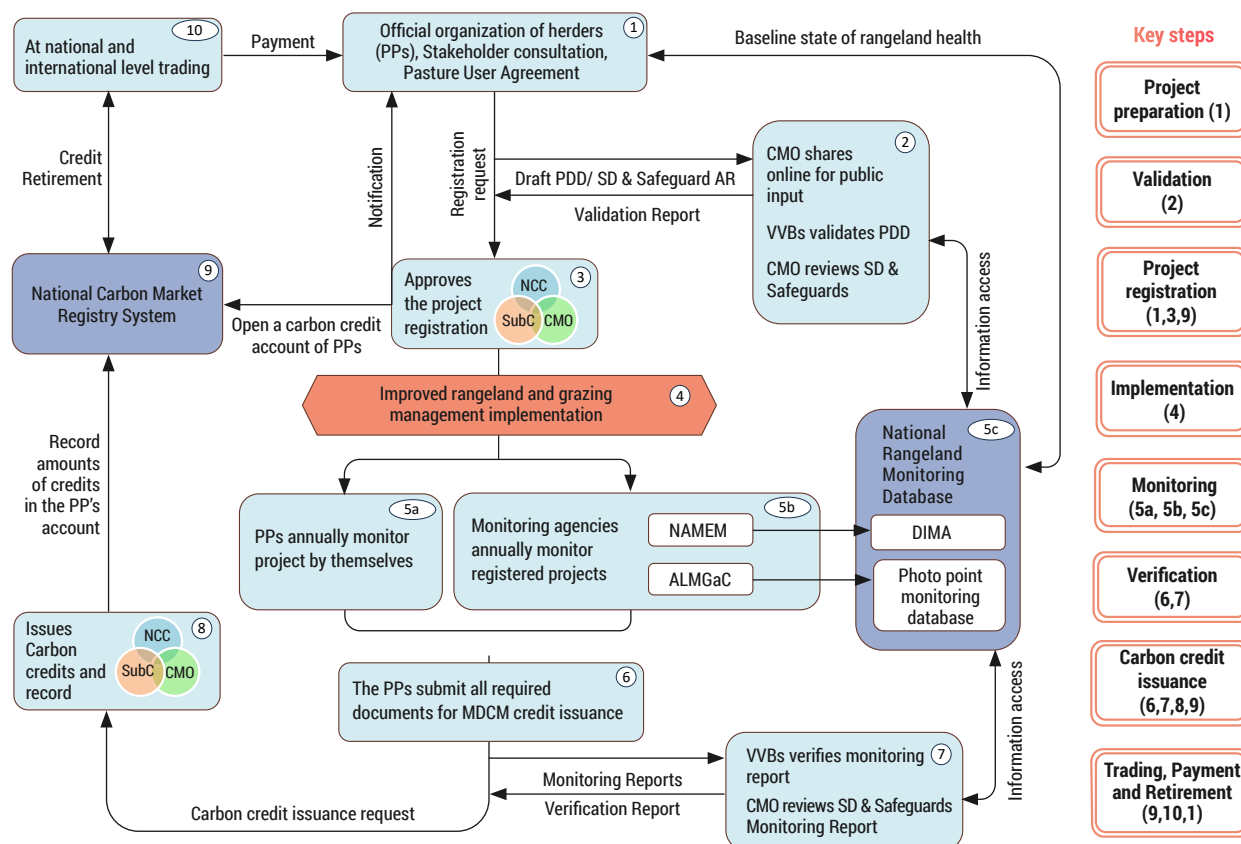 10
At national and
international level trading
Payment
1
Official organization of herders
(PPs), Stakeholder consultation,
Pasture User Agreement
Baseline state of rangeland health
Credit
Retirement
Notification
Registration
request
Draft PDD/ SD & Safeguard AR
Validation Report
2
CMO shares
online for public
input
VVBs validates PDD
CMO reviews SD &
Safeguards
Information access
9
National Carbon Market
Registry System
Open a carbon credit
account of PPs
3
Approves
the project
registration
NCC
SubC
CMO
Improved rangeland and grazing
management implementation
4
Record
amounts
of credits
in the PP's
account
5a
PPs annually monitor
project by themselves
5b
Monitoring agencies
annually monitor
registered projects
NAMEM
ALMGaC
5c
National
Rangeland
Monitoring
Database
DIMA
Photo point
monitoring
database
8
Issues
Carbon
credits and
record
NCC
SubC
CMO
6
The PPs submit all required
documents for MDCM credit issuance
Carbon credit issuance request
Monitoring Reports
Verification Report
7
VVBs verifies monitoring
report
CMO reviews SD & Safeguards
Monitoring Report
Information access
Key steps
Project
preparation (1)
Validation
(2)
Project
registration
(1,3,9)
Implementation
(4)
Monitoring
(5a, 5b, 5c)
Verification
(6,7)
Carbon credit
issuance
(6,7,8,9)
Trading, Payment
and Retirement
(9,10,1)